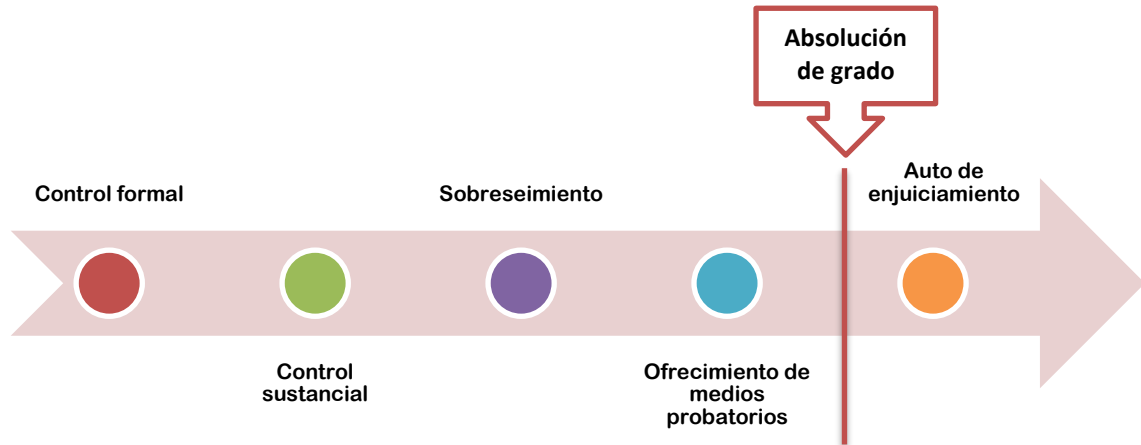 Absolución
de grado
Control formal
Sobreseimiento
Auto de
enjuiciamiento
Control
sustancial
Ofrecimiento de
medios
probatorios